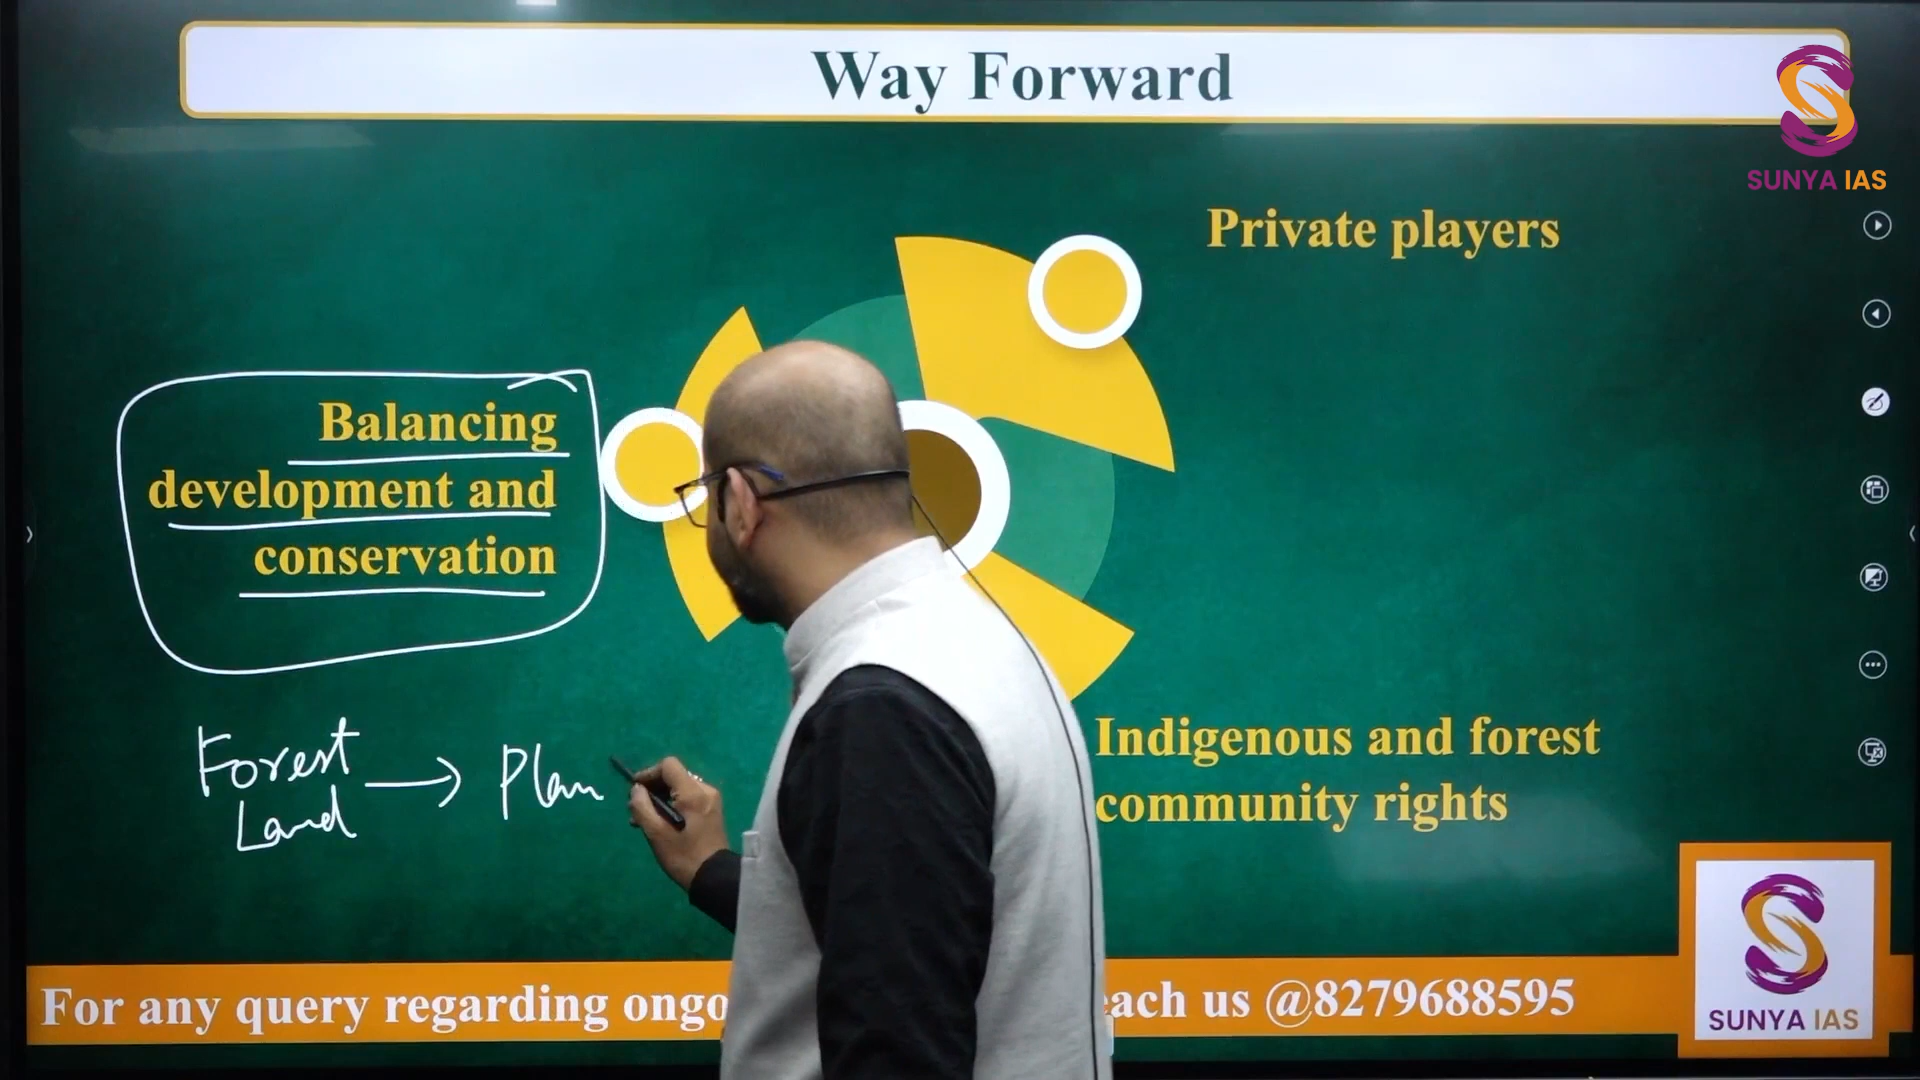 Way Forward
SUNYA IAS
Private players
Balancing
development and
conservation
Forest
Land
Plan
Indigenous and forest
community rights
For any query regarding
each us @8279688595
SUNYA IAS